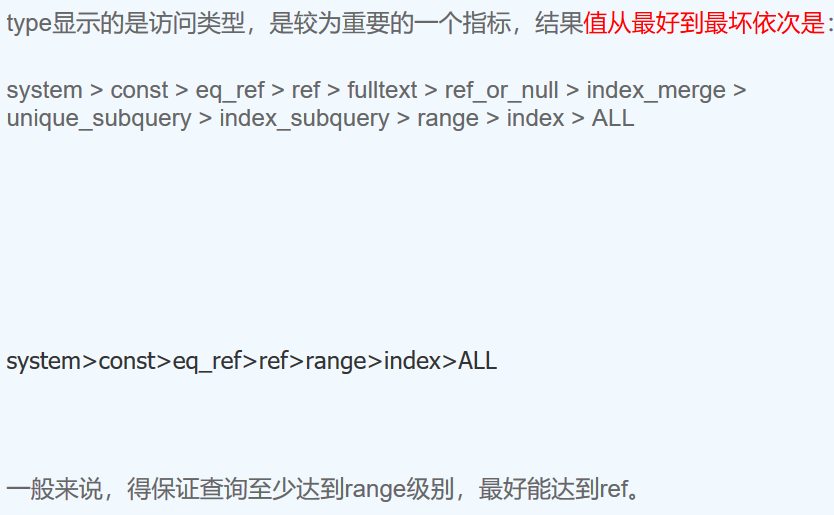 type显示的是访问类型，是较为重要的一个指标，结果值从最好到最坏依次是：
system > const > eq_ref > ref > fulltext > ref_or_null > index_merge >
unique_subquery > index_subquery > range > index > ALL
system>const>eq_ref>ref>range>index>ALL
一般来说，得保证查询至少达到range级别，最好能达到ref。